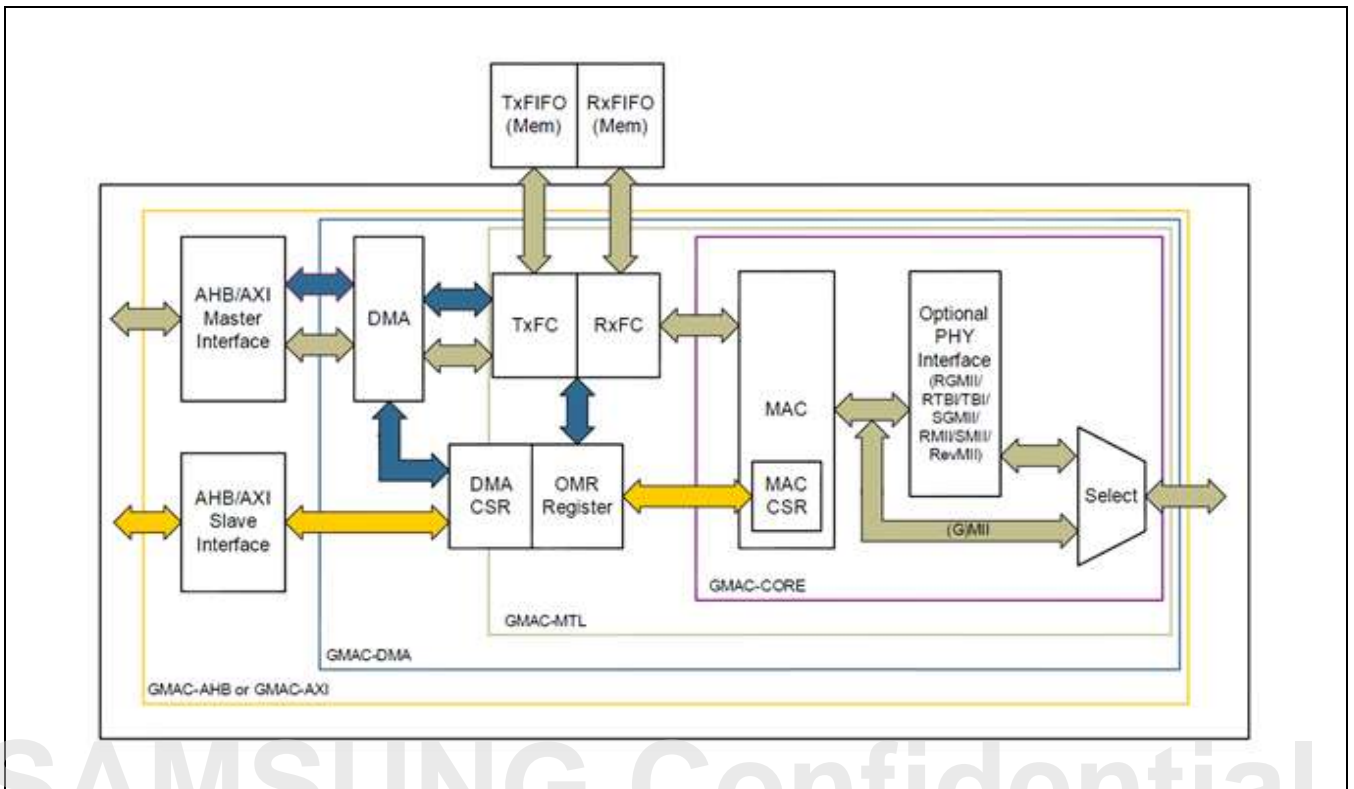 TxFIFO
(Mem)
RxFIFO
(Mem)
AHB/AXI
Master
Interface
DMA
TxFC
RxFC
MAC
Optional
PHY
Interface
(RGMII/
RTBI/TBI/
SGMII/
RMII/SMII/
RevMII)
AHB/AXI
Slave
Interface
DMA
CSR
OMR
Register
MAC
CSR
Select
(G)MII
GMAC-CORE
GMAC-MTL
GMAC-DMA
GMAC-AHB or GMAC-AXI
SAMSUNG Confidential